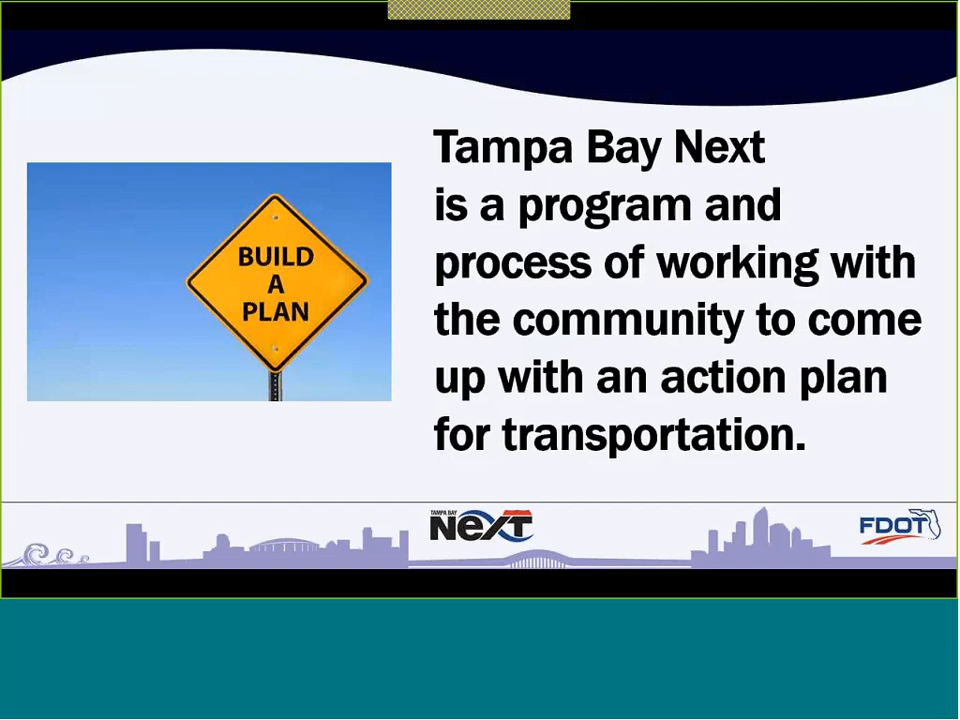 Tampa Bay Next
is a program and
process of working with
the community to come
up with an action plan
for transportation.
BUILD
A
PLAN
TAMPA BAY
NexT
FDOT